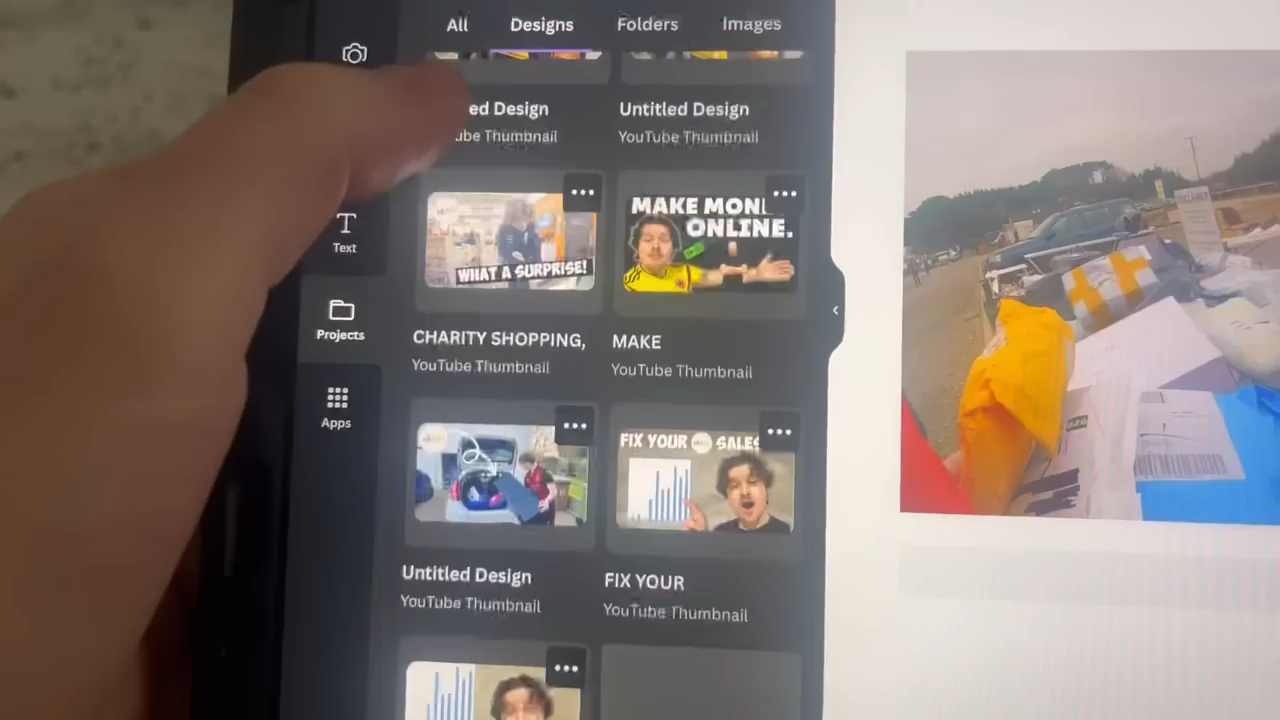 All Designs Folders Images
ed Design
ube Thumbnail
Untitled Design
YouTube Thumbnail
Text
Projects
Apps
WHAT A SURPRISE!
CHARITY SHOPPING,
YouTube Thumbnail
MAKE MON
ONLINE.
MAKE
YouTube Thumbnail
Untitled Design
YouTube Thumbnail
FIX YOUR SALES
FIX YOUR
YouTube Thumbnail